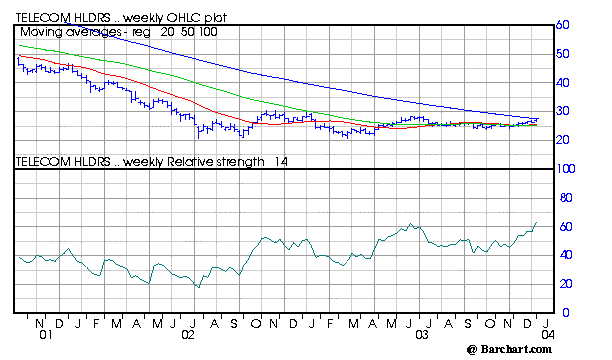 TELECOM HLDRS .. weekly OHLC plot
Moving averages - reg 20 50 100
60
50
40
30
20
TELECOM HLDRS .. weekly Relative strength 14
100
80
60
40
20
0
N D J F M A M J J A S O N D J F M A M J J A S O N D J
01 02 03 04
@ Barchart.com